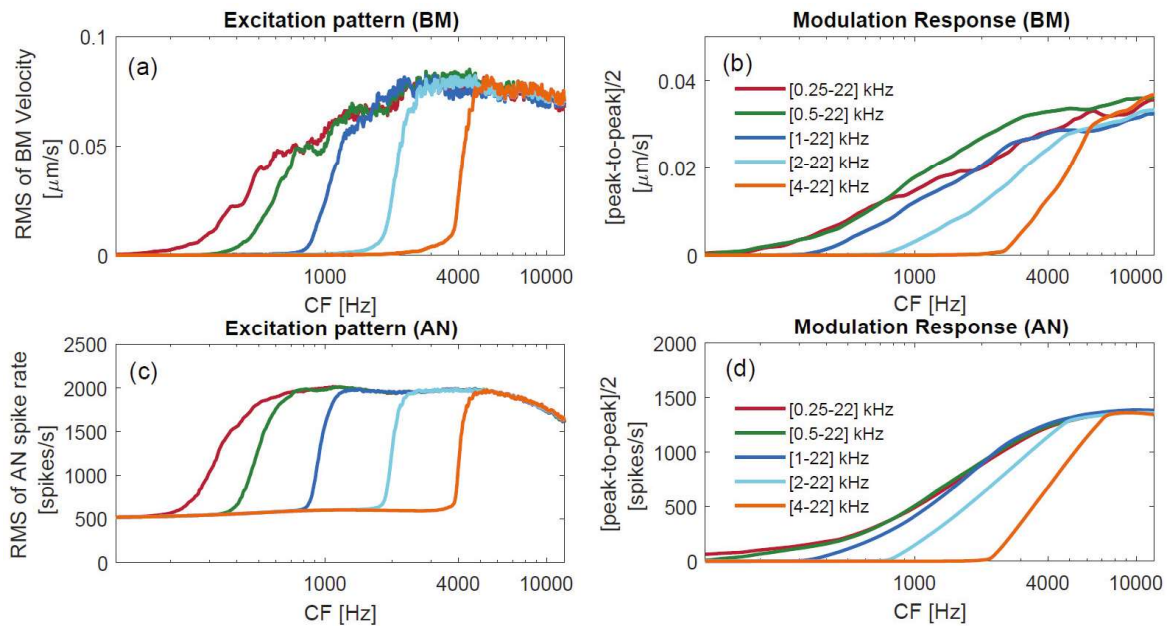 Excitation pattern (BM)
(a)
0.1
0.05
0
RMS of BM Velocity
[μm/s]
1000
4000
10000
CF [Hz]
Modulation Response (BM)
(b)
0.04
0.02
0
[peak-to-peak]/2
[μm/s]
[0.25-22] kHz
[0.5-22] kHz
[1-22] kHz
[2-22] kHz
[4-22] kHz
1000
4000
10000
CF [Hz]
Excitation pattern (AN)
(c)
2500
2000
1500
1000
500
0
RMS of AN spike rate
[spikes/s]
1000
4000
10000
CF [Hz]
Modulation Response (AN)
(d)
2000
1500
1000
500
0
[peak-to-peak]/2
[spikes/s]
[0.25-22] kHz
[0.5-22] kHz
[1-22] kHz
[2-22] kHz
[4-22] kHz
1000
4000
10000
CF [Hz]